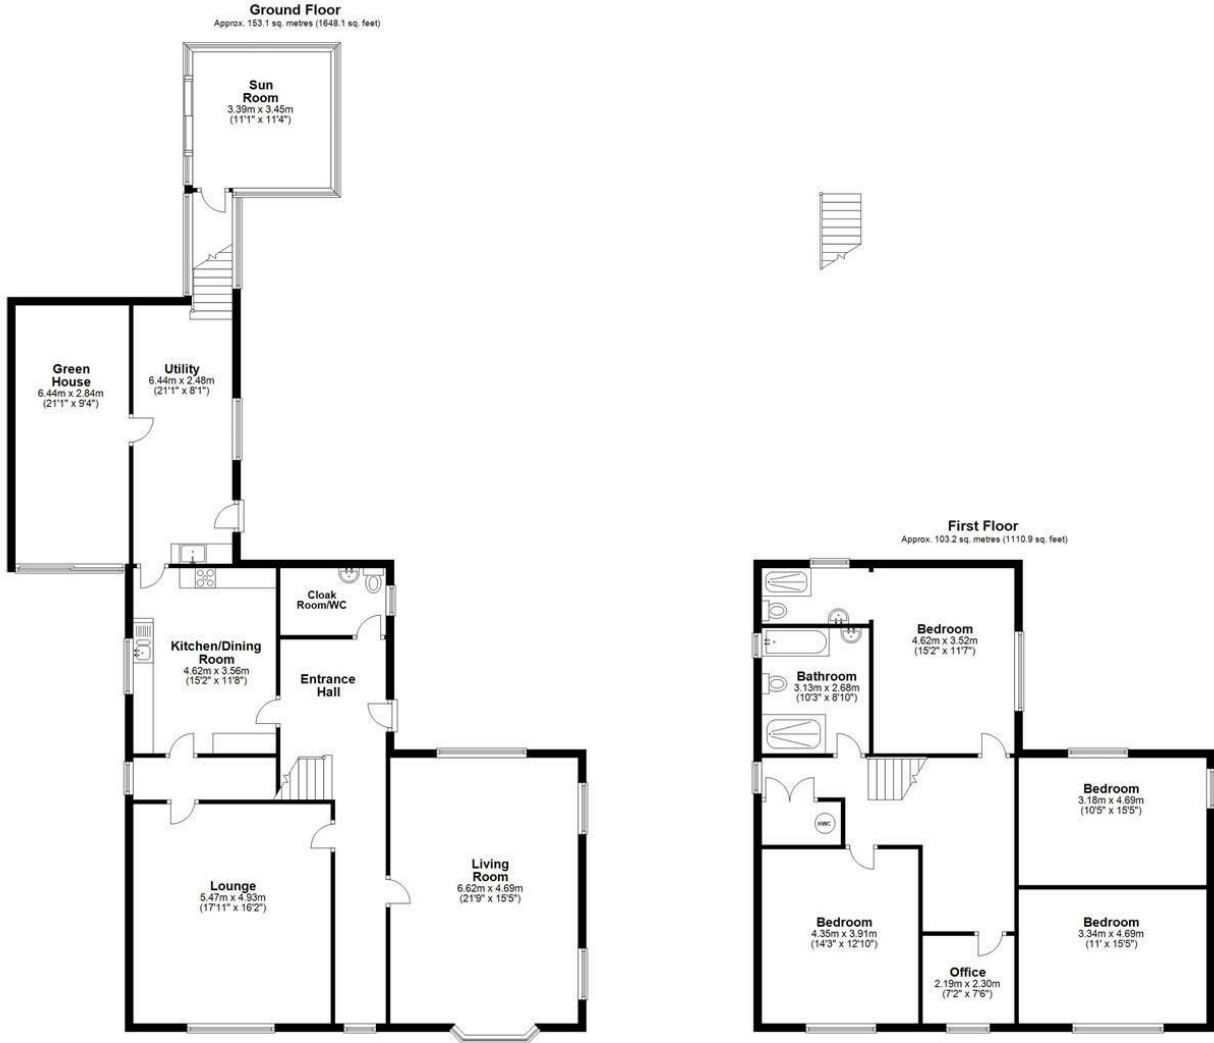 Ground Floor
Approx. 153.1 sq. metres (1648.1 sq. feet)
Sun
Room
3.39m x 3.45m
(11'1" x 11'4")
Green
House
6.44m x 2.84m
(21'1" x 9'4")
Utility
6.44m x 2.48m
(21'1" x 8'1")
Cloak
Room/WC
Kitchen/Dining
Room
4.62m x 3.56m
(15'2" x 11'8")
Entrance
Hall
Lounge
5.47m x 4.93m
(17'11" x 16'2")
Living
Room
6.62m x 4.69m
(21'9" x 15'5")
First Floor
Approx. 103.2 sq. metres (1110.9 sq. feet)
Bedroom
4.62m x 3.52m
(15'2" x 11'7")
Bathroom
3.13m x 2.68m
(10'3" x 8'10")
Bedroom
3.18m x 4.69m
(10'5" x 15'5")
HWC
Bedroom
4.35m x 3.91m
(14'3" x 12'10")
Bedroom
3.34m x 4.69m
(11' x 15'5")
Office
2.19m x 2.30m
(7'2" x 7'6")